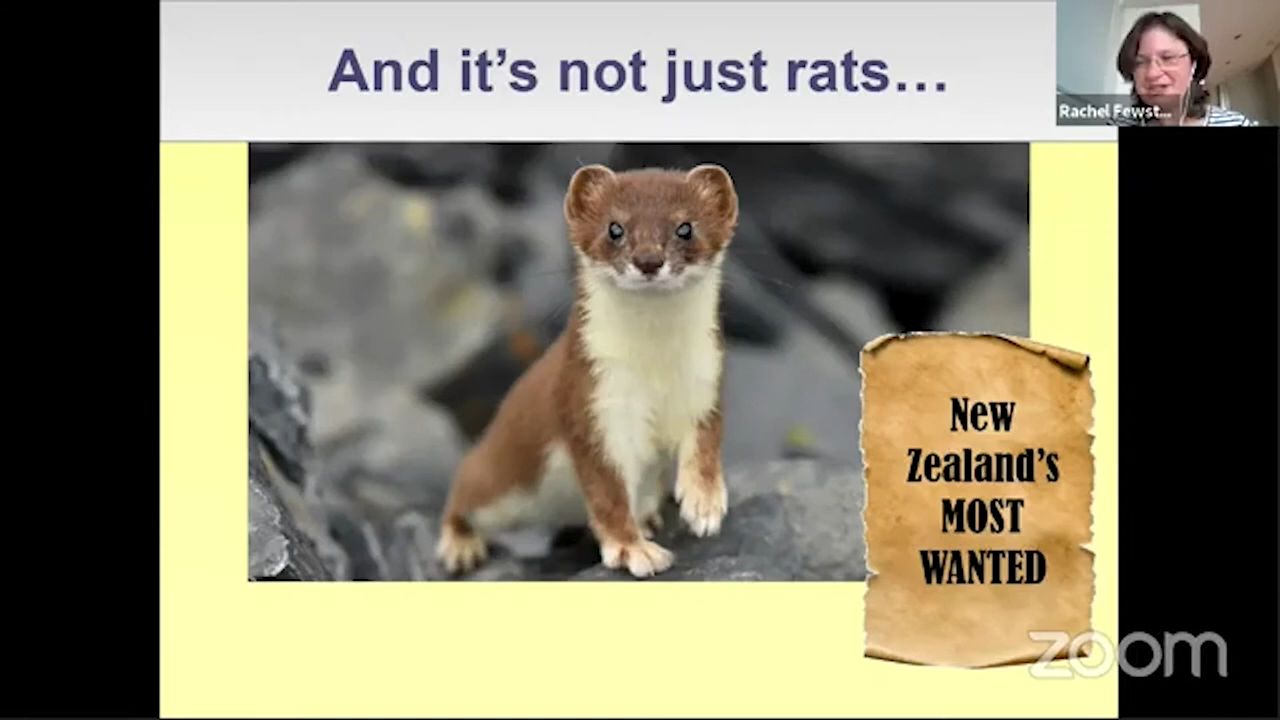 And it's not just rats…
Rachel Fewst...
New
Zealand's
MOST
WANTED
zoom